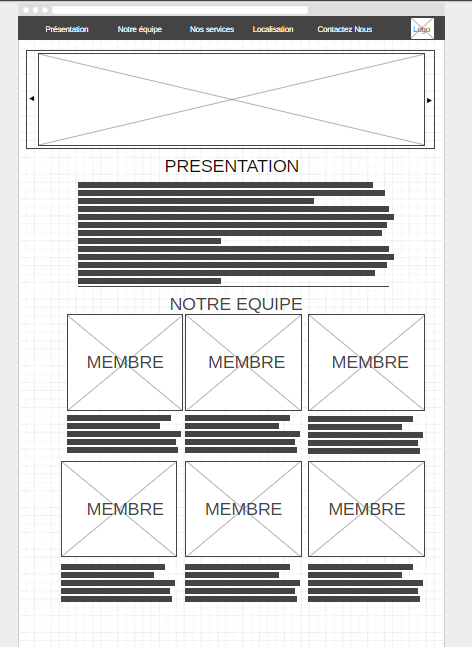 Présentation Notre équipe Nos services Localisation Contactez Nous Logo
PRESENTATION
NOTRE EQUIPE
MEMBRE MEMBRE MEMBRE
MEMBRE MEMBRE MEMBRE